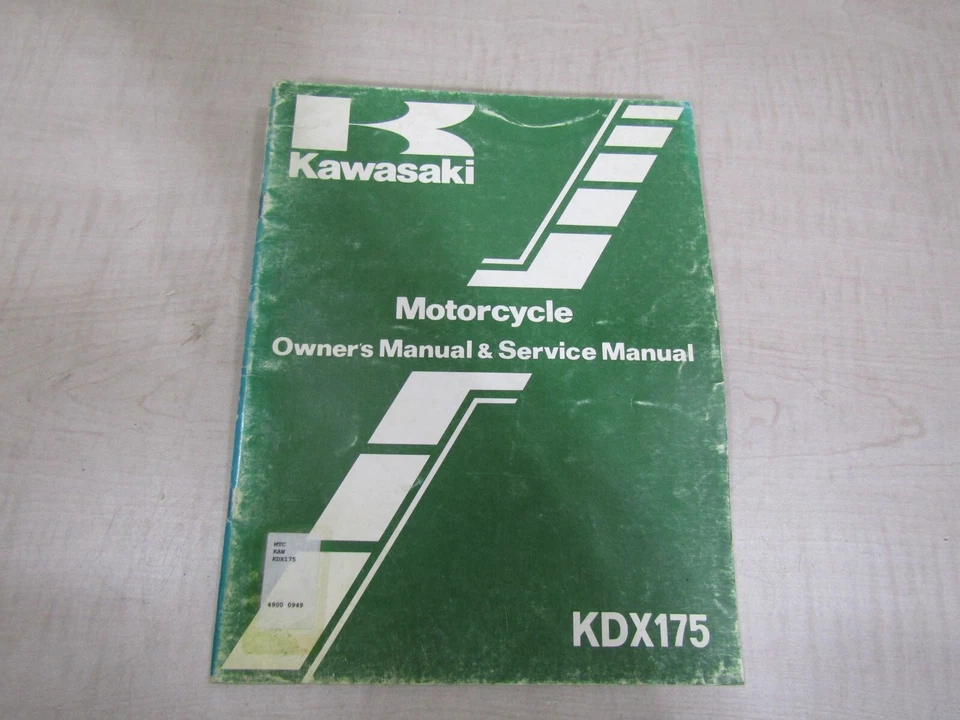 Kawasaki
Motorcycle
Owner's Manual & Service Manual
MTC
KAW
KDX175
4900 0949
KDX175